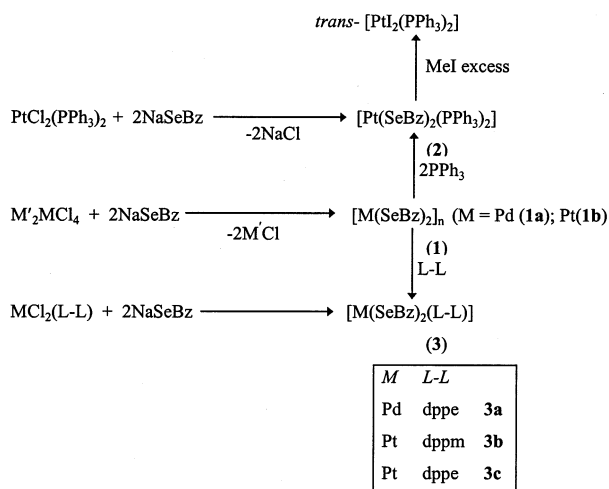 trans- [PtI₂(PPh₃)₂]
MeI excess
PtCl₂(PPh₃)₂ + 2NaSeBz [Pt(SeBz)₂(PPh₃)₂]
-2NaCl
(2)
2PPh₃
M′₂MCl₄ + 2NaSeBz [M(SeBz)₂]ₙ (M = Pd (1a); Pt(1b)
-2M′Cl
(1)
L-L
MCl₂(L-L) + 2NaSeBz [M(SeBz)₂(L-L)]
(3)
M L-L
Pd dppe 3a
Pt dppm 3b
Pt dppe 3c